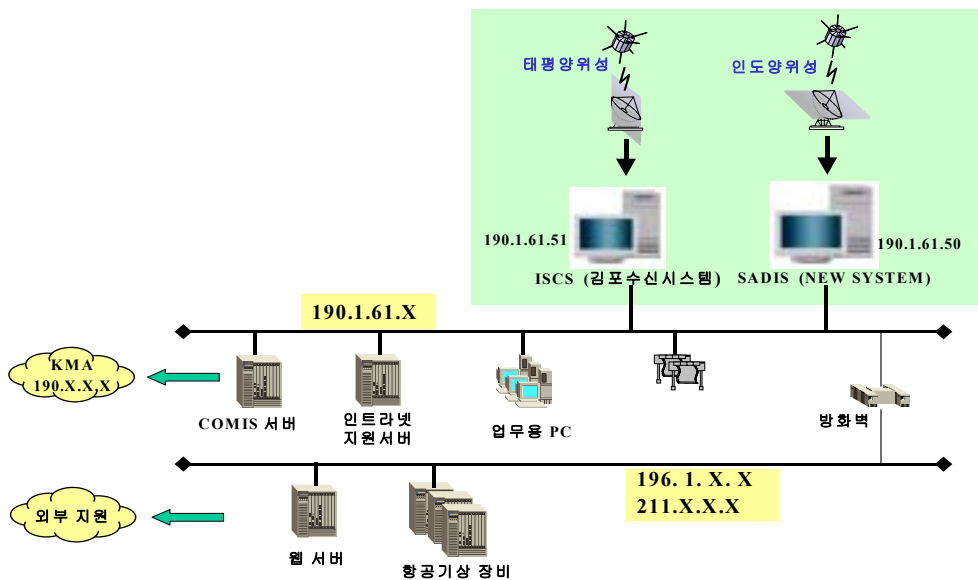 태평양위성
인도양위성
190.1.61.51
190.1.61.50
ISCS (김포수신시스템)
SADIS (NEW SYSTEM)
190.1.61.X
KMA
190.X.X,X
COMIS 서버
인트라넷
지원서버
업무용 PC
방화벽
196. 1. X. X
211.X.X.X
외부 지원
웹 서버
항공기상 장비